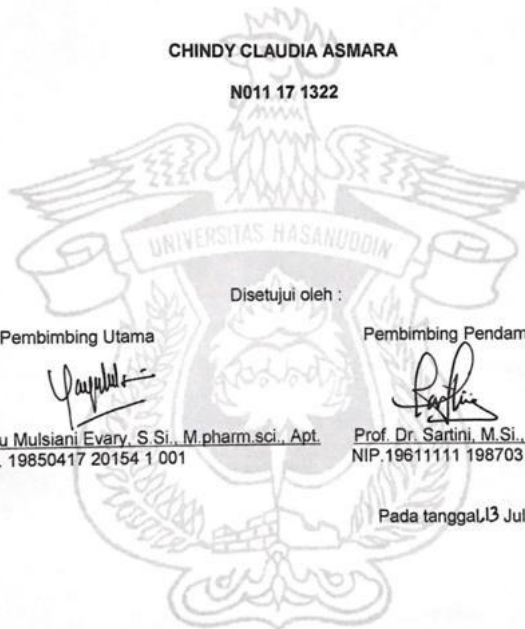 CHINDY CLAUDIA ASMARA
N011 17 1322
UNIVERSITAS HASANUDDIN
Disetujui oleh :
Pembimbing Utama
Pembimbing Pendam
u Mulsiani Evary, S.Si., M.pharm.sci., Apt.
. 19850417 20154 1 001
Prof. Dr. Sartini, M.Si.,
NIP.19611111 198703
Pada tanggal, 13 Jul